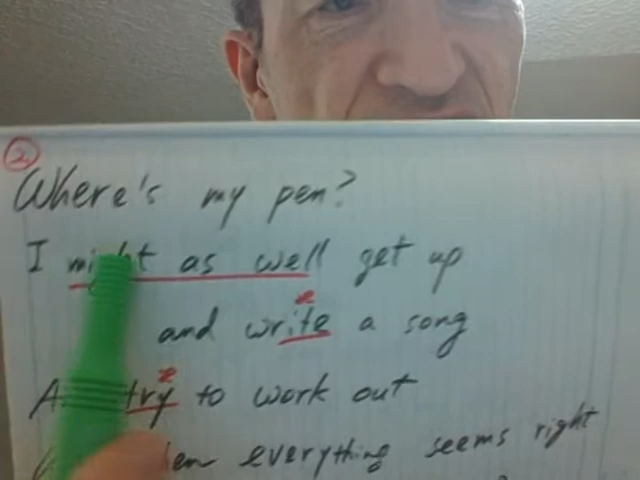 2.
Where's my pen?
I might as well get up
and write a song
try to work out
everything seems right